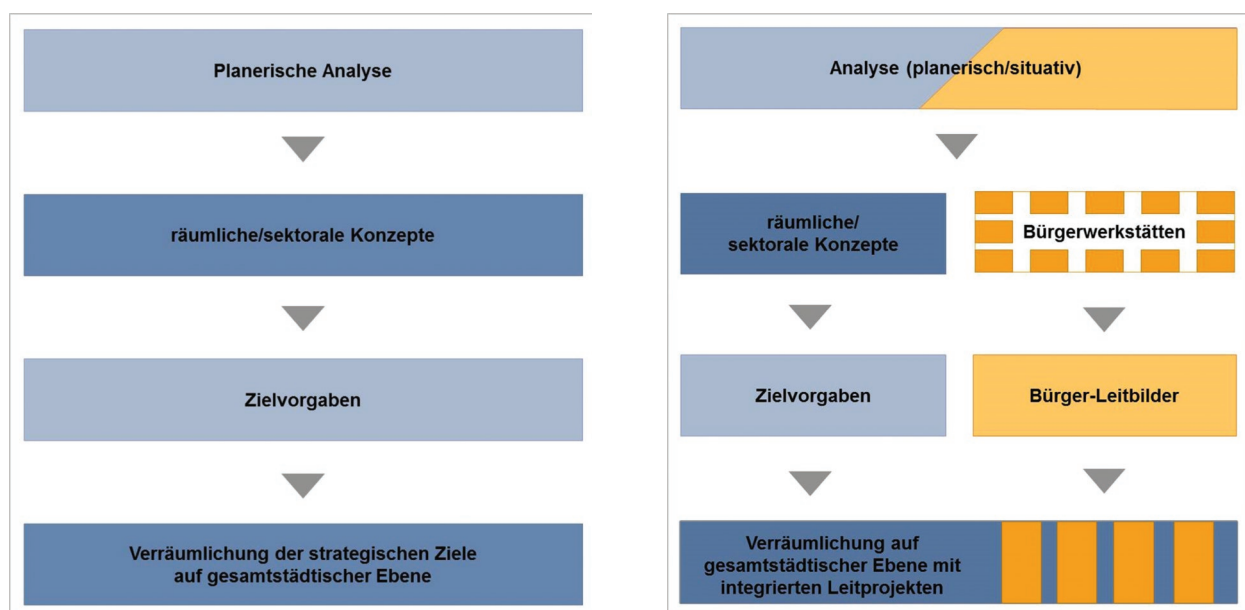 Planerische Analyse
räumliche/sektorale Konzepte
Zielvorgaben
Verräumlichung der strategischen Ziele
auf gesamtstädtischer Ebene
Analyse (planerisch/situativ)
räumliche/
sektorale Konzepte
Bürgerwerkstätten
Zielvorgaben
Bürger-Leitbilder
Verräumlichung auf
gesamtstädtischer Ebene mit
integrierten Leitprojekten